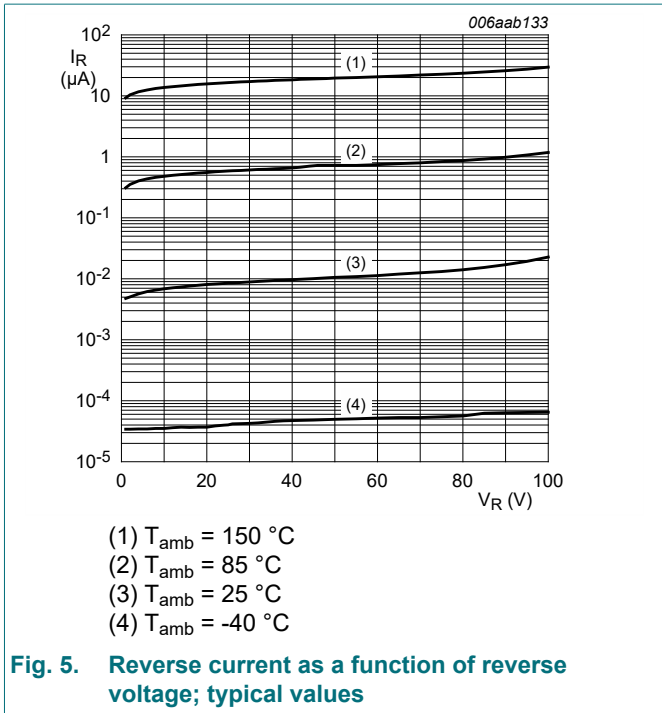 006aab133
10²
I_R
(μA)
10
1
10⁻¹
10⁻²
10⁻³
10⁻⁴
10⁻⁵
(1)
(2)
(3)
(4)
0 20 40 60 80 100
V_R (V)
(1) T_amb = 150 °C
(2) T_amb = 85 °C
(3) T_amb = 25 °C
(4) T_amb = -40 °C
Fig. 5. Reverse current as a function of reverse
voltage; typical values